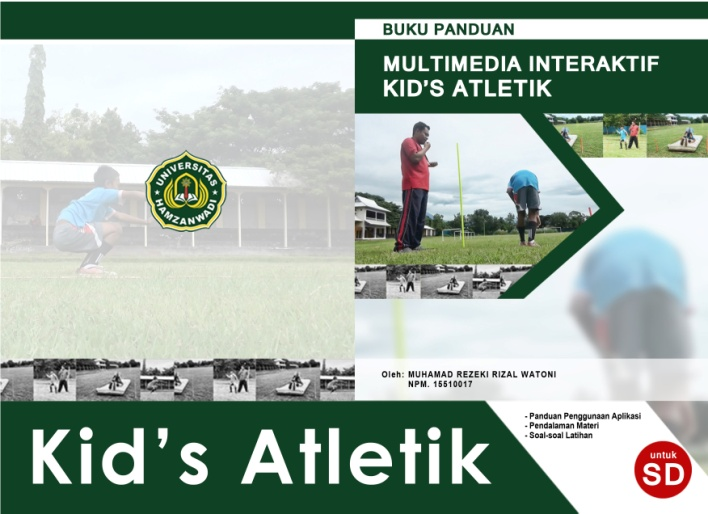 BUKU PANDUAN
MULTIMEDIA INTERAKTIF
KID'S ATLETIK
UNIVERSITAS
HAMZANWADI
Oleh: MUHAMAD REZEKI RIZAL WATONI
NPM. 15510017
Kid's Atletik
- Panduan Penggunaan Aplikasi
- Pendalaman Materi
- Soal-soal Latihan
untuk
SD